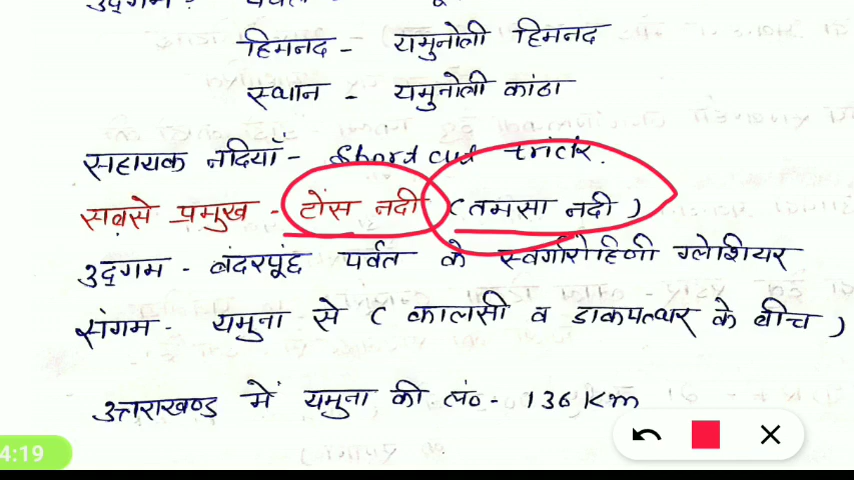 हिमनद - यमुनोत्री हिमनद
स्थान - यमुनोत्री कांठा
सहायक नदियाँ - Short cut trick.
सबसे प्रमुख - टोंस नदी (तमसा नदी)
उद्गम - बंदरपूंछ पर्वत के स्वर्गारोहिणी ग्लेशियर
संगम - यमुना से ( कालसी व डाकपत्थर के बीच )
उत्तराखण्ड में यमुना की लं० - 136 Km
4:19